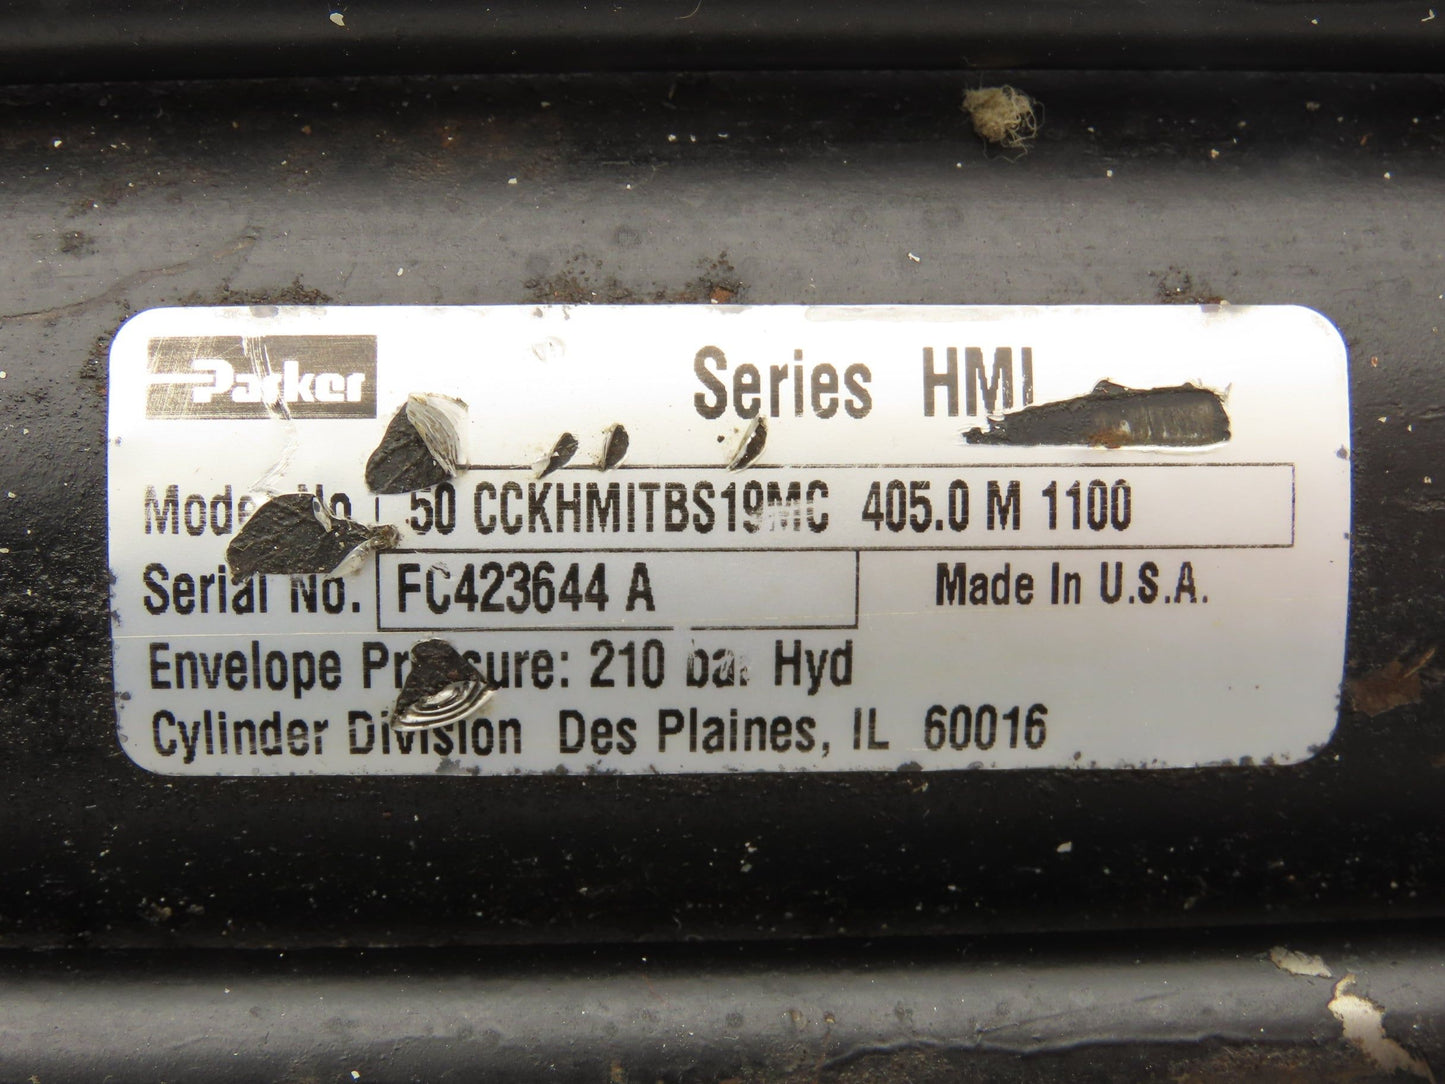 Parker
Series HMI
Model No. 50 CCKHMITBS19MC 405.0 M 1100
Serial No. FC423644 A Made In U.S.A.
Envelope Pressure: 210 bar Hyd
Cylinder Division Des Plaines, IL 60016